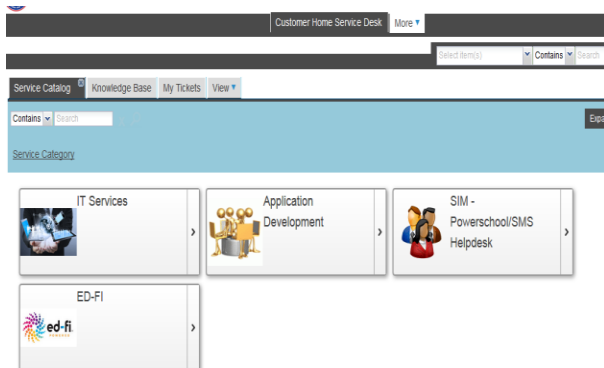 Customer Home Service Desk More
Select item(s) Contains Search
Service Catalog Knowledge Base My Tickets View
Contains Search
Expa
Service Category
IT Services
Application
Development
SIM -
Powerschool/SMS
Helpdesk
ED-FI
ed-fi